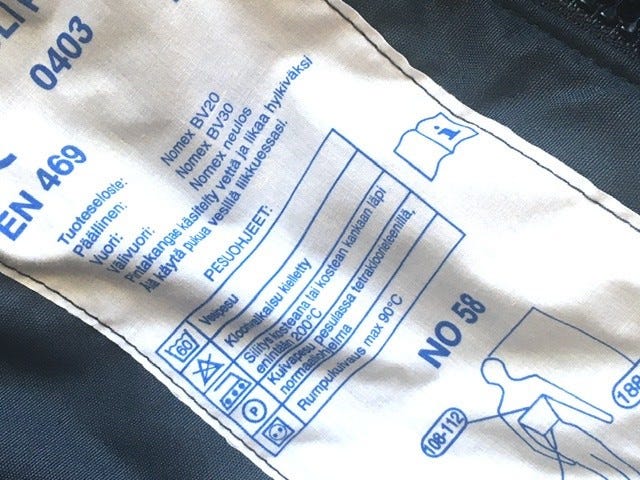 0403
EN 469
Tuoteseloste:
Päällinen: Nomex BV20
Vuori: Nomex BV30
Välivuori: Nomex neulos
Pintakangas käsitelty vettä ja likaa hylkiväksi
Älä käytä pukua vesillä liikkuessasi.
PESUOHJEET:
60 Vesipesu
Kloorivalkaisu kielletty
Silitys kosteana tai kostean kankaan läpi
enintään 200°C
P Kuivapesu pesulassa tetrakloorieteenillä,
normaaliohjelma
Rumpukuivaus max 90°C
i
NO 58
108-112
188